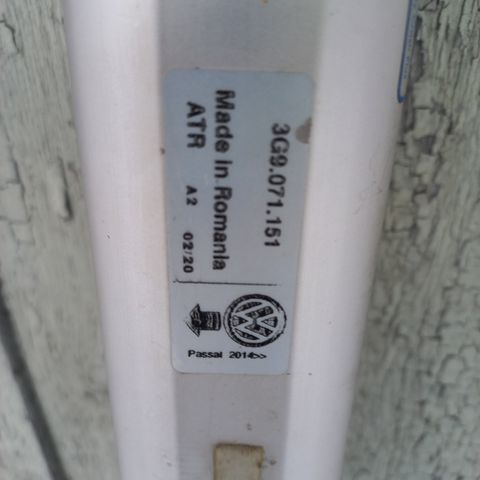 3G9.071.151
Made in Romania
ATR A2 02/20
Passat 2014>>